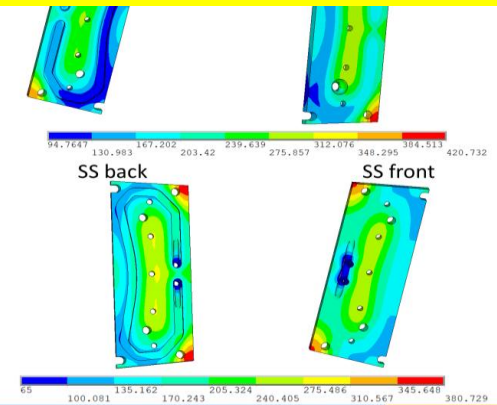 94.7647 167.202 239.639 312.076 384.513
130.983 203.42 275.857 348.295 420.732
SS back SS front
65 135.162 205.324 275.486 345.648
100.081 170.243 240.405 310.567 380.729